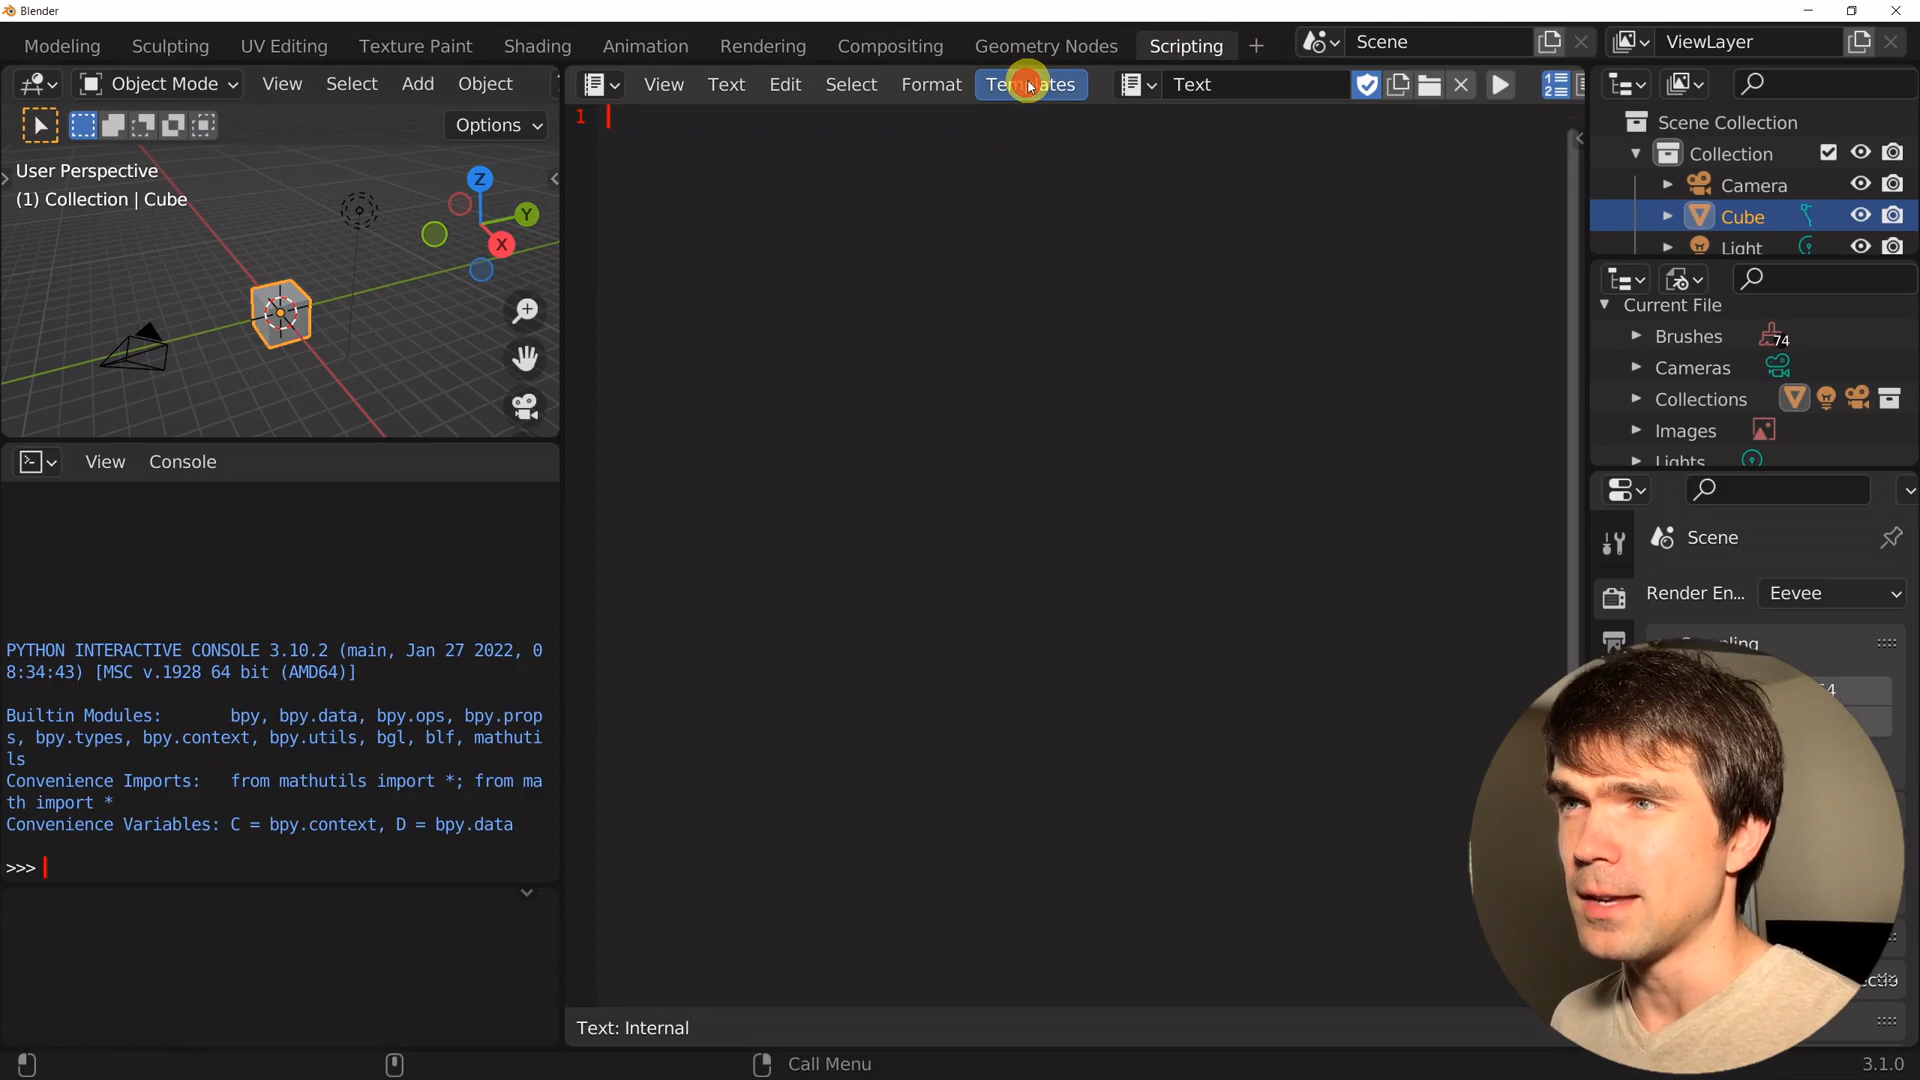 Blender
Modeling Sculpting UV Editing Texture Paint Shading Animation Rendering Compositing Geometry Nodes Scripting
Scene
ViewLayer
Object Mode View Select Add Object
View Text Edit Select Format Templates
Text
Options
User Perspective
(1) Collection | Cube
Z
Y
X
1
Scene Collection
Collection
Camera
Cube
Light
Current File
Brushes 74
Cameras
Collections
Images
Lights
View Console
PYTHON INTERACTIVE CONSOLE 3.10.2 (main, Jan 27 2022, 0
8:34:43) [MSC v.1928 64 bit (AMD64)]
Builtin Modules: bpy, bpy.data, bpy.ops, bpy.prop
s, bpy.types, bpy.context, bpy.utils, bgl, blf, mathuti
ls
Convenience Imports: from mathutils import *; from ma
th import *
Convenience Variables: C = bpy.context, D = bpy.data
>>>
Scene
Render En... Eevee
Text: Internal
Call Menu
3.1.0